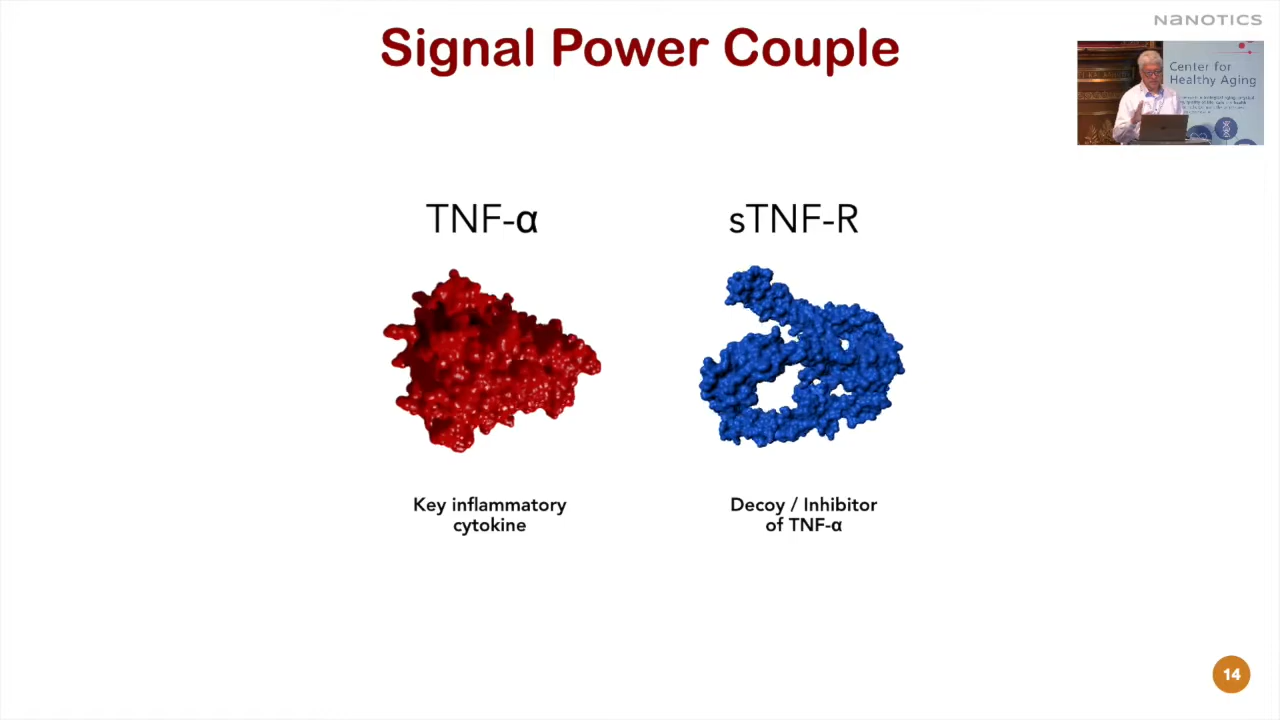 NANOTICS
Signal Power Couple
Center for
Healthy Aging
TNF-α
sTNF-R
Key inflammatory
cytokine
Decoy / Inhibitor
of TNF-α
14